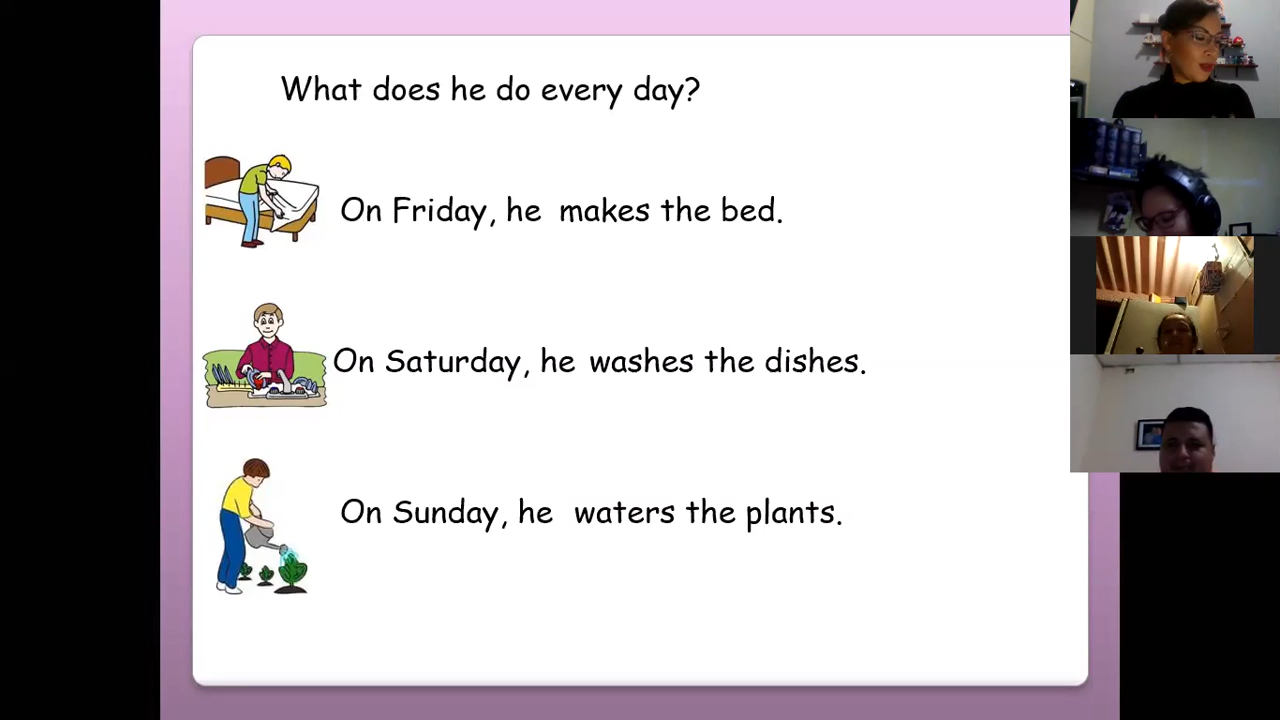 What does he do every day?
On Friday, he makes the bed.
On Saturday, he washes the dishes.
On Sunday, he waters the plants.